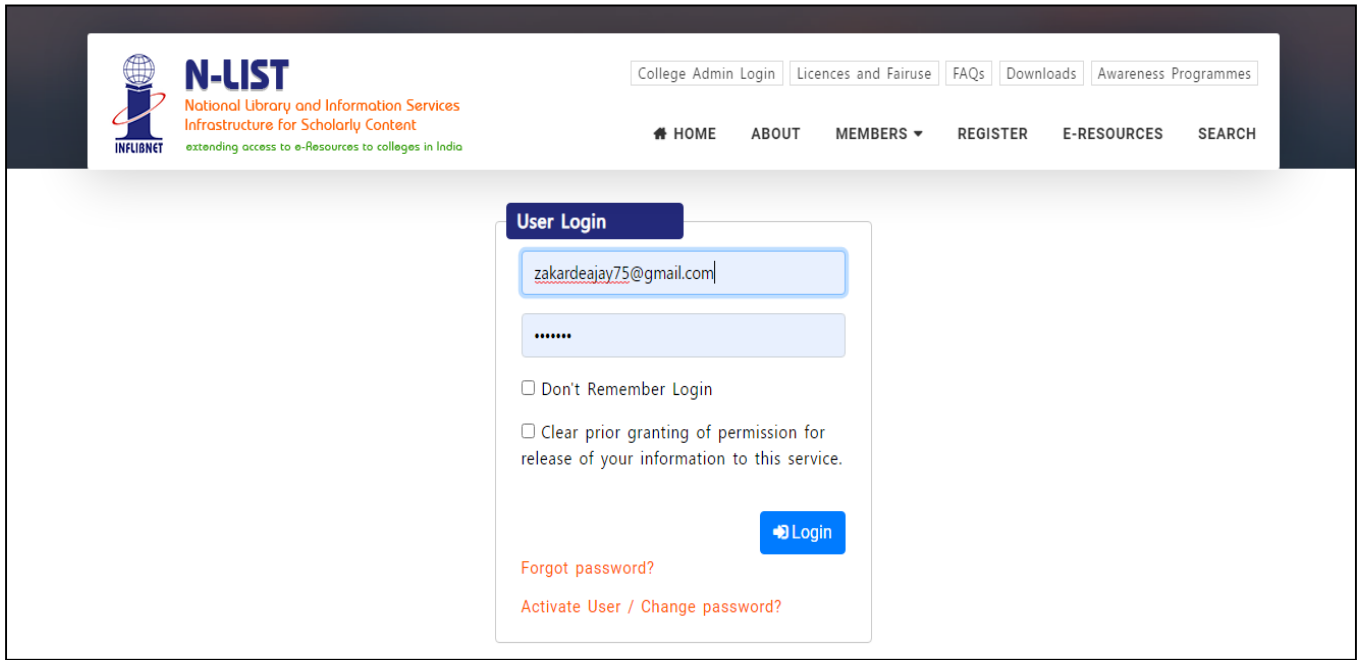 N-LIST
National Library and Information Services
Infrastructure for Scholarly Content
extending access to e-Resources to colleges in India
INFLIBNET
College Admin Login Licences and Fairuse FAQs Downloads Awareness Programmes
HOME ABOUT MEMBERS REGISTER E-RESOURCES SEARCH
User Login
zakardeajay75@gmail.com
•••••••
Don't Remember Login
Clear prior granting of permission for
release of your information to this service.
Login
Forgot password?
Activate User / Change password?